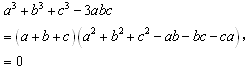 a³ + b³ + c³ − 3abc
= (a + b + c)(a² + b² + c² − ab − bc − ca) ,
= 0